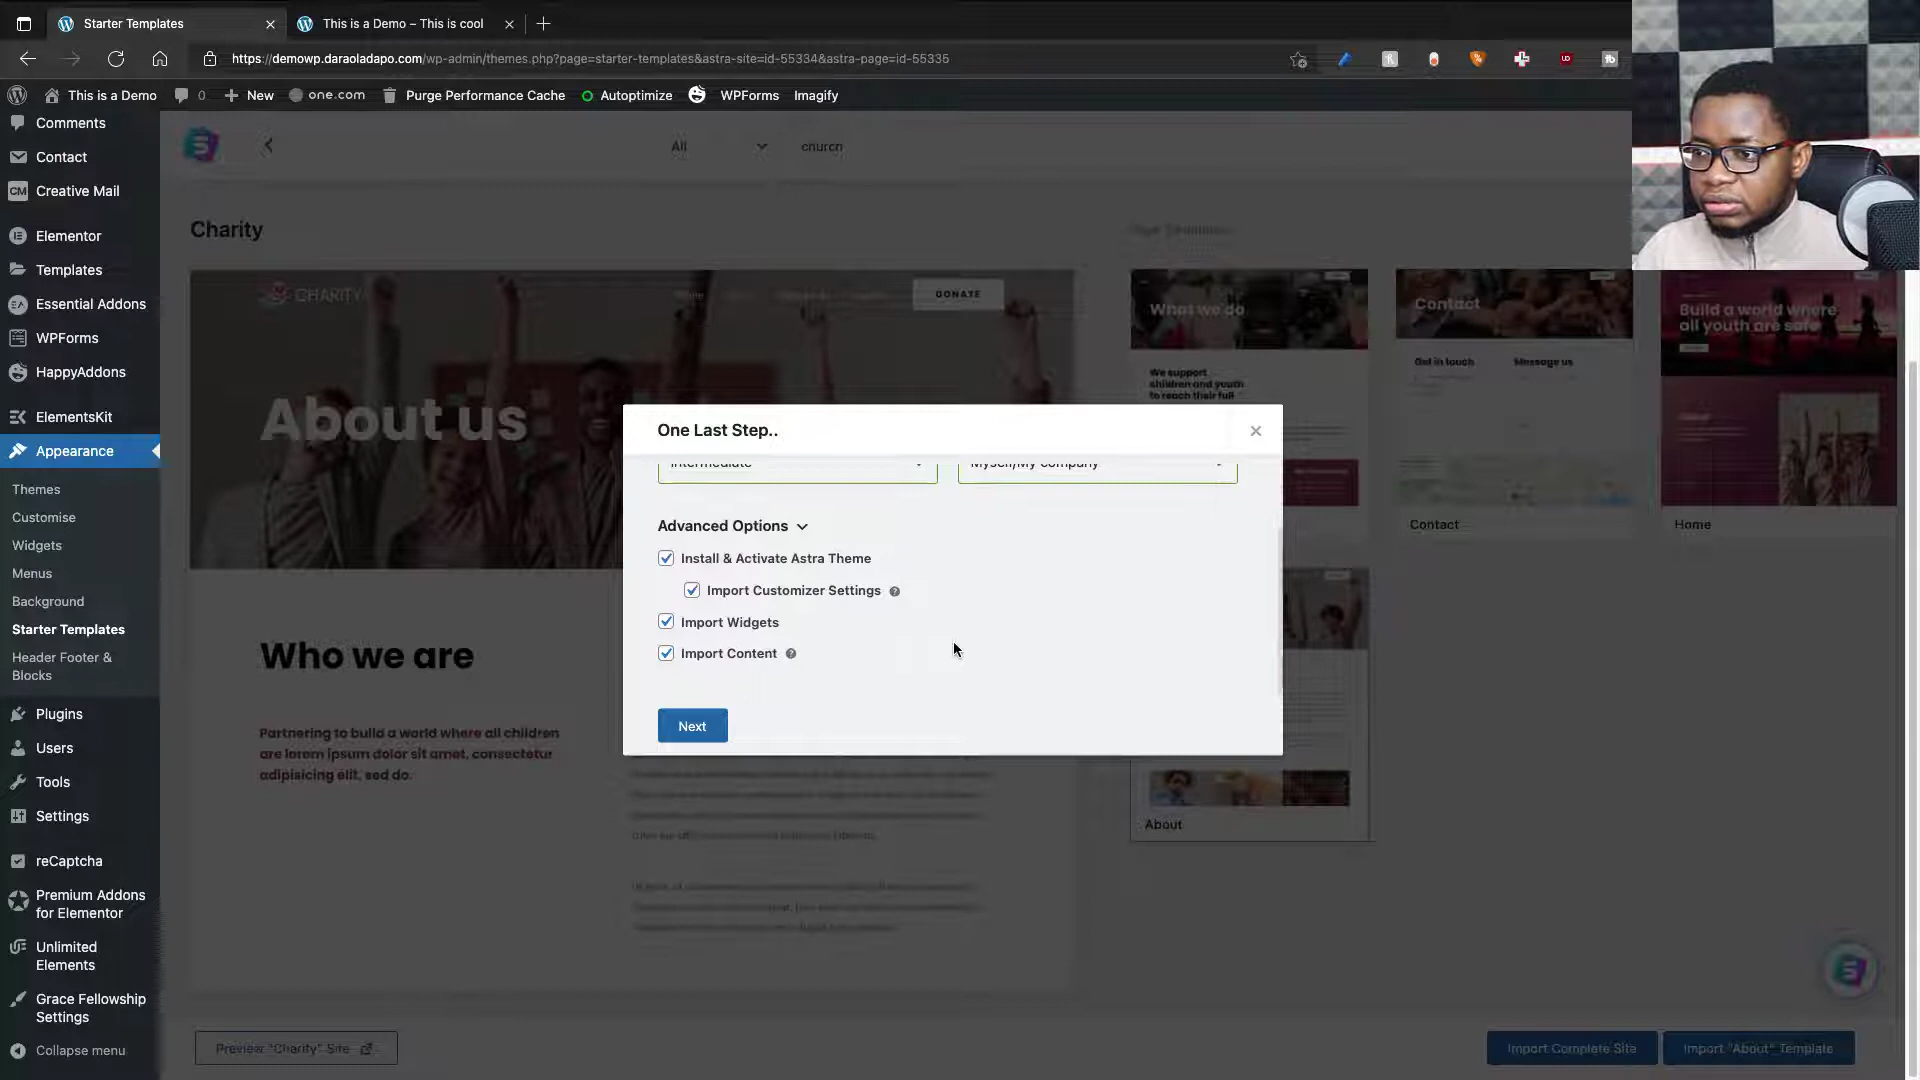 Starter Templates
This is a Demo – This is cool
https://demowp.daraoladapo.com/wp-admin/themes.php?page=starter-templates&astra-site=id-55334&astra-page=id-55335
This is a Demo
0
New
one.com
Purge Performance Cache
Autoptimize
WPForms
Imagify
Comments
Contact
Creative Mail
Elementor
Templates
Essential Addons
WPForms
HappyAddons
ElementsKit
Appearance
Themes
Customise
Widgets
Menus
Background
Starter Templates
Header Footer &
Blocks
Plugins
Users
Tools
Settings
reCaptcha
Premium Addons
for Elementor
Unlimited
Elements
Grace Fellowship
Settings
Collapse menu
All
church
Charity
CHARITY
Home
DONATE
About us
Who we are
Partnering to build a world where all children
are lorem ipsum dolor sit amet, consectetur
adipisicing elit, sed do.
One Last Step..
Intermediate
Myself/My Company
Advanced Options
Install & Activate Astra Theme
Import Customizer Settings
Import Widgets
Import Content
Next
What we do
We support
children and youth
to reach their full
Contact
Get in touch
Message us
Contact
Build a world where
all youth are safe
Home
About
Preview "Charity" Site
Import Complete Site
Import "About" Template